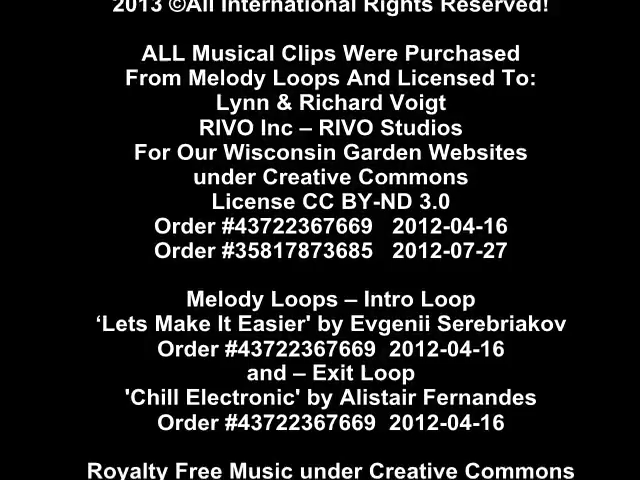 2013 ©All International Rights Reserved!
ALL Musical Clips Were Purchased
From Melody Loops And Licensed To:
Lynn & Richard Voigt
RIVO Inc – RIVO Studios
For Our Wisconsin Garden Websites
under Creative Commons
License CC BY-ND 3.0
Order #43722367669   2012-04-16
Order #35817873685   2012-07-27
Melody Loops – Intro Loop
‘Lets Make It Easier' by Evgenii Serebriakov
Order #43722367669  2012-04-16
and – Exit Loop
'Chill Electronic' by Alistair Fernandes
Order #43722367669  2012-04-16
Royalty Free Music under Creative Commons